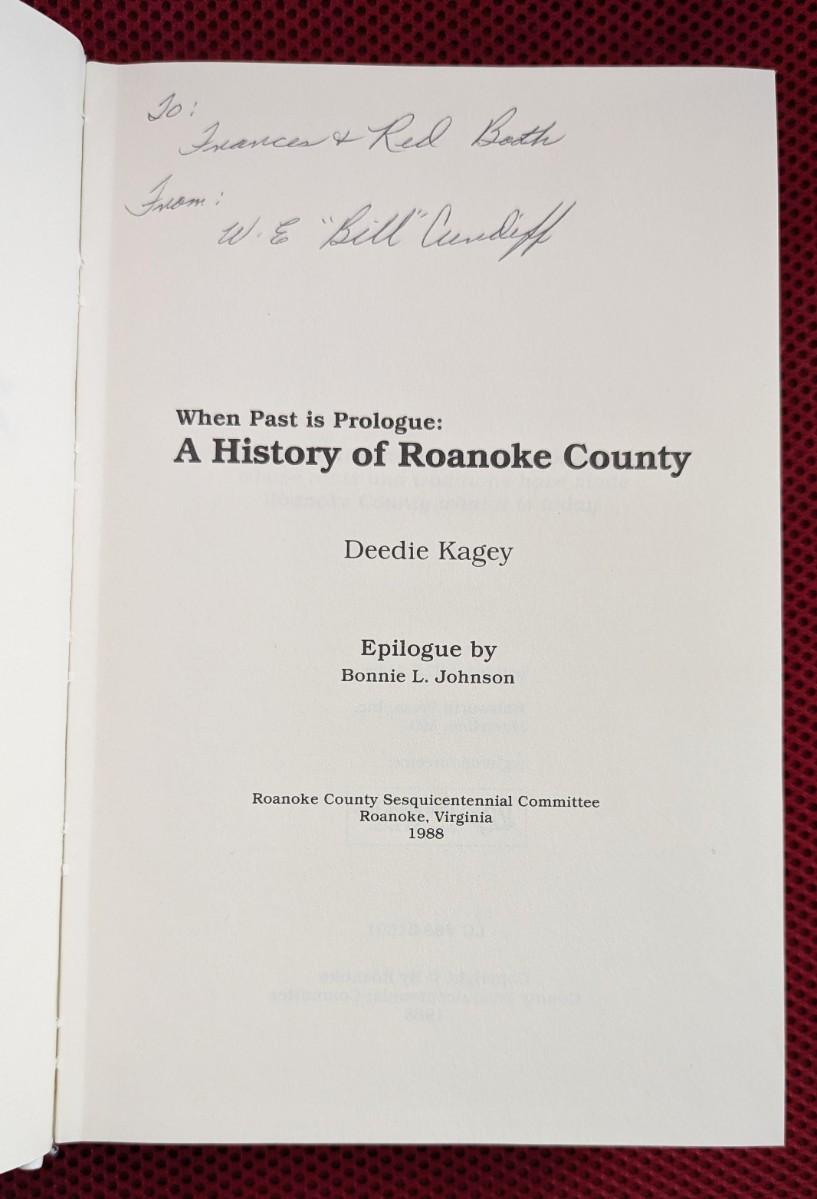 To:
Frances & Red Booth
From:
W. E "Bill" Cundiff
When Past is Prologue:
A History of Roanoke County
Deedie Kagey
Epilogue by
Bonnie L. Johnson
Roanoke County Sesquicentennial Committee
Roanoke, Virginia
1988